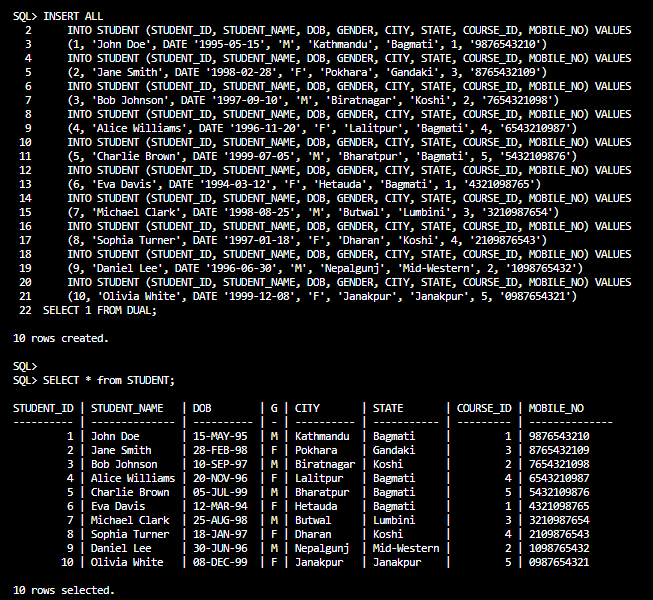 SQL> INSERT ALL
  2      INTO STUDENT (STUDENT_ID, STUDENT_NAME, DOB, GENDER, CITY, STATE, COURSE_ID, MOBILE_NO) VALUES
  3      (1, 'John Doe', DATE '1995-05-15', 'M', 'Kathmandu', 'Bagmati', 1, '9876543210')
  4      INTO STUDENT (STUDENT_ID, STUDENT_NAME, DOB, GENDER, CITY, STATE, COURSE_ID, MOBILE_NO) VALUES
  5      (2, 'Jane Smith', DATE '1998-02-28', 'F', 'Pokhara', 'Gandaki', 3, '8765432109')
  6      INTO STUDENT (STUDENT_ID, STUDENT_NAME, DOB, GENDER, CITY, STATE, COURSE_ID, MOBILE_NO) VALUES
  7      (3, 'Bob Johnson', DATE '1997-09-10', 'M', 'Biratnagar', 'Koshi', 2, '7654321098')
  8      INTO STUDENT (STUDENT_ID, STUDENT_NAME, DOB, GENDER, CITY, STATE, COURSE_ID, MOBILE_NO) VALUES
  9      (4, 'Alice Williams', DATE '1996-11-20', 'F', 'Lalitpur', 'Bagmati', 4, '6543210987')
 10      INTO STUDENT (STUDENT_ID, STUDENT_NAME, DOB, GENDER, CITY, STATE, COURSE_ID, MOBILE_NO) VALUES
 11      (5, 'Charlie Brown', DATE '1999-07-05', 'M', 'Bharatpur', 'Bagmati', 5, '5432109876')
 12      INTO STUDENT (STUDENT_ID, STUDENT_NAME, DOB, GENDER, CITY, STATE, COURSE_ID, MOBILE_NO) VALUES
 13      (6, 'Eva Davis', DATE '1994-03-12', 'F', 'Hetauda', 'Bagmati', 1, '4321098765')
 14      INTO STUDENT (STUDENT_ID, STUDENT_NAME, DOB, GENDER, CITY, STATE, COURSE_ID, MOBILE_NO) VALUES
 15      (7, 'Michael Clark', DATE '1998-08-25', 'M', 'Butwal', 'Lumbini', 3, '3210987654')
 16      INTO STUDENT (STUDENT_ID, STUDENT_NAME, DOB, GENDER, CITY, STATE, COURSE_ID, MOBILE_NO) VALUES
 17      (8, 'Sophia Turner', DATE '1997-01-18', 'F', 'Dharan', 'Koshi', 4, '2109876543')
 18      INTO STUDENT (STUDENT_ID, STUDENT_NAME, DOB, GENDER, CITY, STATE, COURSE_ID, MOBILE_NO) VALUES
 19      (9, 'Daniel Lee', DATE '1996-06-30', 'M', 'Nepalgunj', 'Mid-Western', 2, '1098765432')
 20      INTO STUDENT (STUDENT_ID, STUDENT_NAME, DOB, GENDER, CITY, STATE, COURSE_ID, MOBILE_NO) VALUES
 21      (10, 'Olivia White', DATE '1999-12-08', 'F', 'Janakpur', 'Janakpur', 5, '0987654321')
 22  SELECT 1 FROM DUAL;
10 rows created.
SQL>
SQL> SELECT * from STUDENT;
STUDENT_ID | STUDENT_NAME   | DOB       | G | CITY       | STATE       | COURSE_ID | MOBILE_NO
---------- | -------------- | ---------- | - | ---------- | ----------- | --------- | --------------
         1 | John Doe       | 15-MAY-95 | M | Kathmandu  | Bagmati     |         1 | 9876543210
         2 | Jane Smith     | 28-FEB-98 | F | Pokhara    | Gandaki     |         3 | 8765432109
         3 | Bob Johnson    | 10-SEP-97 | M | Biratnagar | Koshi       |         2 | 7654321098
         4 | Alice Williams | 20-NOV-96 | F | Lalitpur   | Bagmati     |         4 | 6543210987
         5 | Charlie Brown  | 05-JUL-99 | M | Bharatpur  | Bagmati     |         5 | 5432109876
         6 | Eva Davis      | 12-MAR-94 | F | Hetauda    | Bagmati     |         1 | 4321098765
         7 | Michael Clark  | 25-AUG-98 | M | Butwal     | Lumbini     |         3 | 3210987654
         8 | Sophia Turner  | 18-JAN-97 | F | Dharan     | Koshi       |         4 | 2109876543
         9 | Daniel Lee     | 30-JUN-96 | M | Nepalgunj  | Mid-Western |         2 | 1098765432
        10 | Olivia White   | 08-DEC-99 | F | Janakpur   | Janakpur    |         5 | 0987654321
10 rows selected.